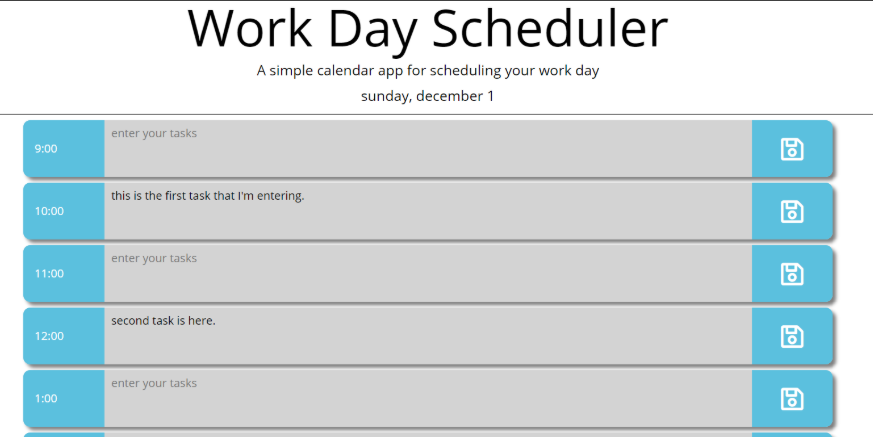 Work Day Scheduler
A simple calendar app for scheduling your work day
sunday, december 1
9:00 enter your tasks
10:00 this is the first task that I'm entering.
11:00 enter your tasks
12:00 second task is here.
1:00 enter your tasks